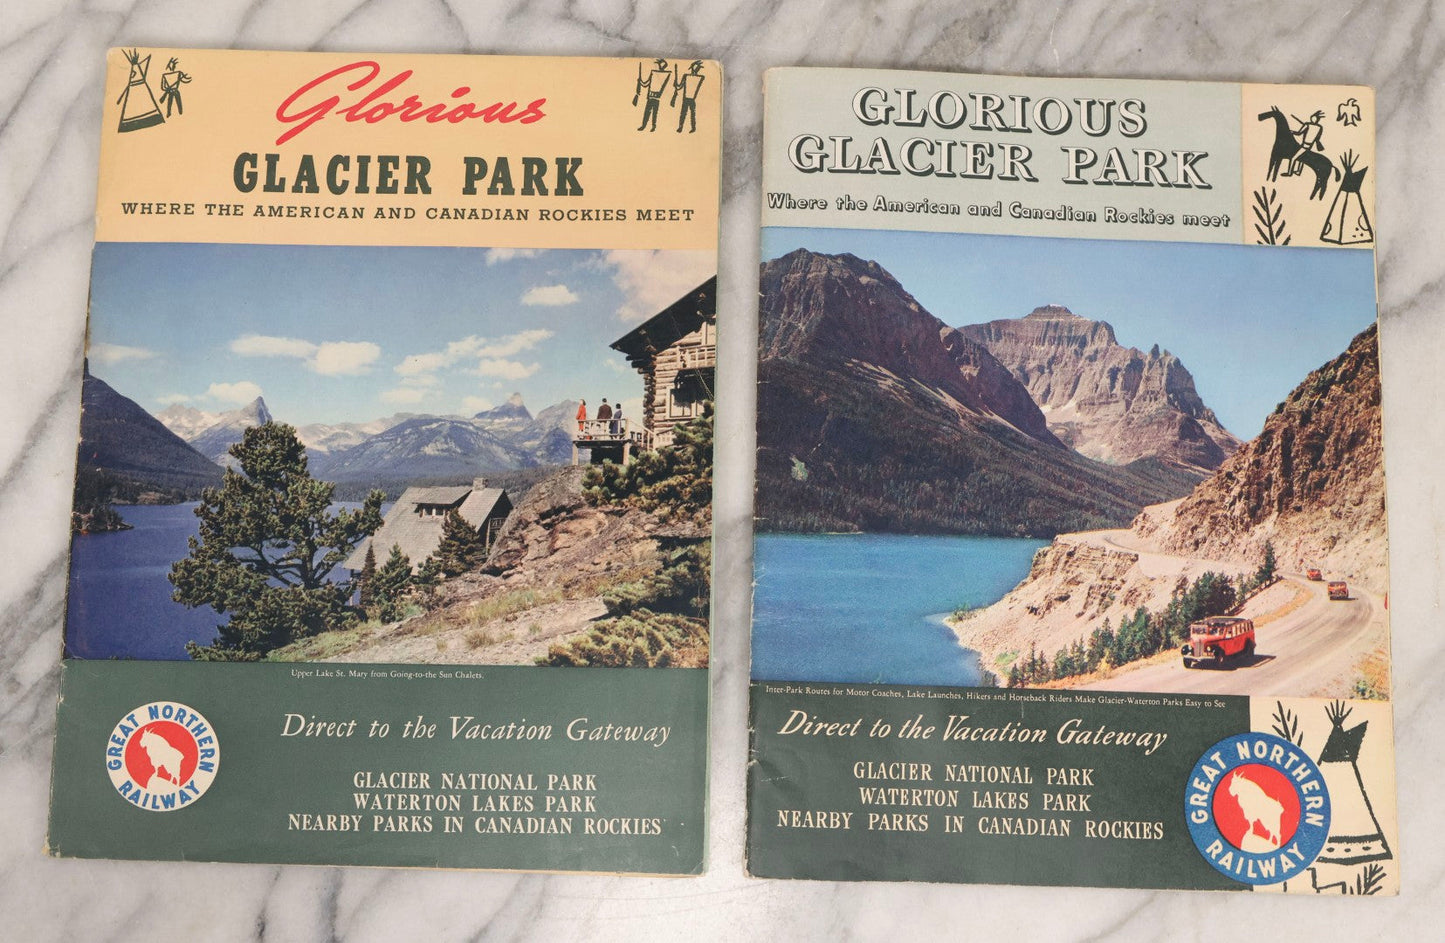 Glorious
GLACIER PARK
WHERE THE AMERICAN AND CANADIAN ROCKIES MEET
Upper Lake St. Mary from Going-to-the Sun Chalets.
GREAT NORTHERN
RAILWAY
Direct to the Vacation Gateway
GLACIER NATIONAL PARK
WATERTON LAKES PARK
NEARBY PARKS IN CANADIAN ROCKIES
GLORIOUS
GLACIER PARK
Where the American and Canadian Rockies meet
Inter-Park Routes for Motor Coaches, Lake Launches, Hikers and Horseback Riders Make Glacier-Waterton Parks Easy to See
Direct to the Vacation Gateway
GLACIER NATIONAL PARK
WATERTON LAKES PARK
NEARBY PARKS IN CANADIAN ROCKIES
GREAT NORTHERN
RAILWAY